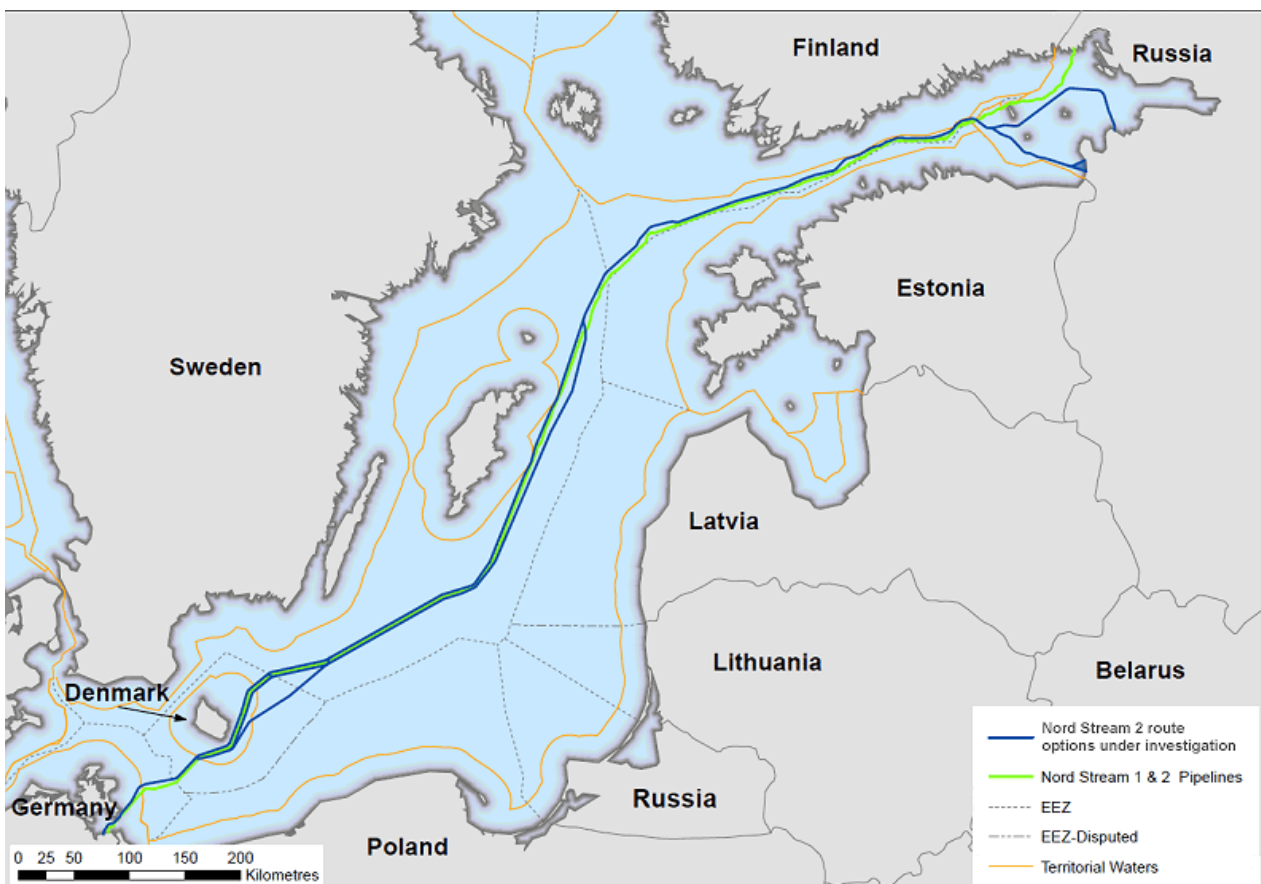 Finland
Russia
Estonia
Sweden
Latvia
Lithuania
Belarus
Denmark
Germany
Russia
Poland
Nord Stream 2 route
options under investigation
Nord Stream 1 & 2 Pipelines
EEZ
EEZ-Disputed
Territorial Waters
0 25 50 100 150 200
Kilometres